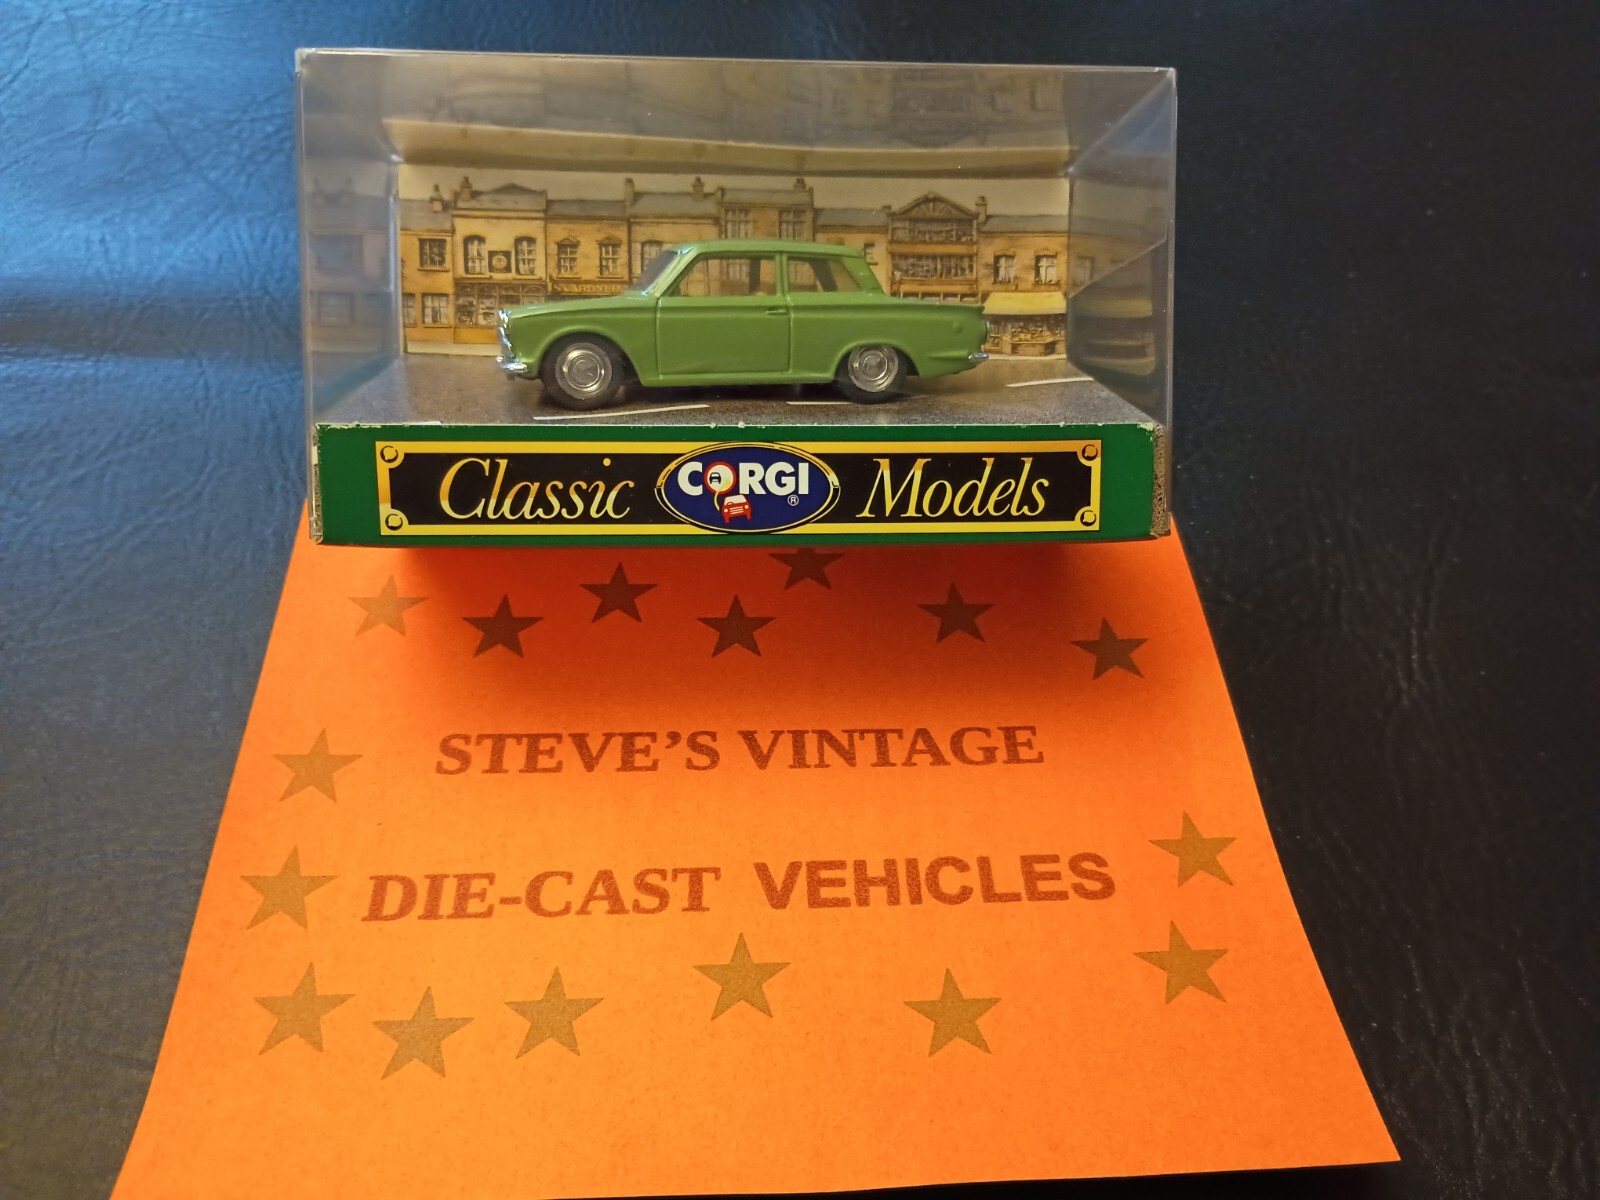 Classic CORGI ® Models
STEVE'S VINTAGE
DIE-CAST VEHICLES